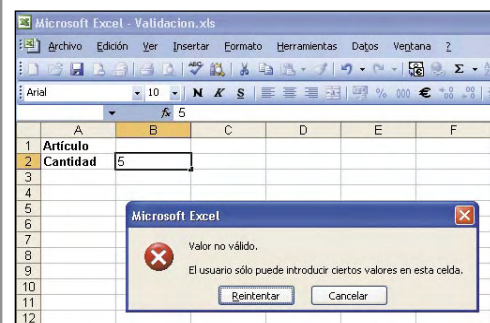 Microsoft Excel - Validacion.xls
Archivo Edición Ver Insertar Formato Herramientas Datos Ventana ?
Arial 10 N K S % 000 €
fx 5
A B C D E F
1 Artículo
2 Cantidad 5
3
4
5
6
7
8
9
10
11
12
Microsoft Excel
Valor no válido.
El usuario sólo puede introducir ciertos valores en esta celda.
Reintentar Cancelar